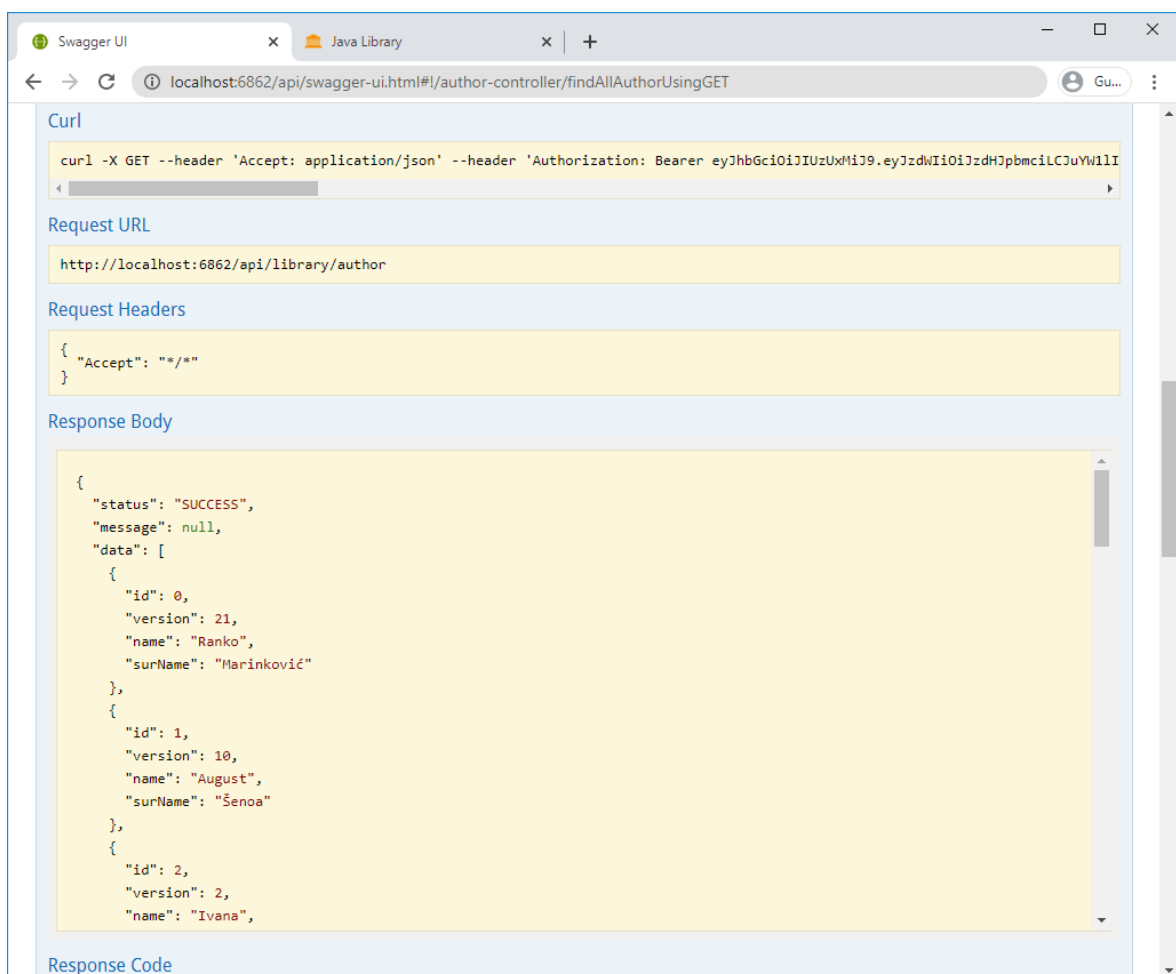 Swagger UI
Java Library
localhost:6862/api/swagger-ui.html#!/author-controller/findAllAuthorUsingGET
Gu...
Curl
curl -X GET --header 'Accept: application/json' --header 'Authorization: Bearer eyJhbGciOiJIUzUxMiJ9.eyJzdWIiOiJzdHJpbmciLCJuYW1lI
Request URL
http://localhost:6862/api/library/author
Request Headers
{
"Accept": "*/*"
}
Response Body
{
"status": "SUCCESS",
"message": null,
"data": [
{
"id": 0,
"version": 21,
"name": "Ranko",
"surName": "Marinković"
},
{
"id": 1,
"version": 10,
"name": "August",
"surName": "Šenoa"
},
{
"id": 2,
"version": 2,
"name": "Ivana",
Response Code